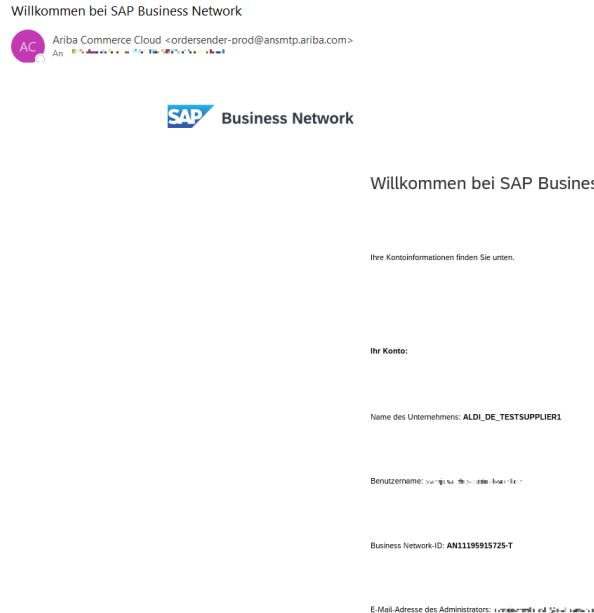 Willkommen bei SAP Business Network
AC
Ariba Commerce Cloud <ordersender-prod@ansmtp.ariba.com>
An
SAP Business Network
Willkommen bei SAP
Ihre Kontoinformationen finden Sie unten.
Ihr Konto:
Name des Unternehmens: ALDI_DE_TESTSUPPLIER1
Benutzername:
Business Network-ID: AN11195915725-T
E-Mail-Adresse des Administrators: